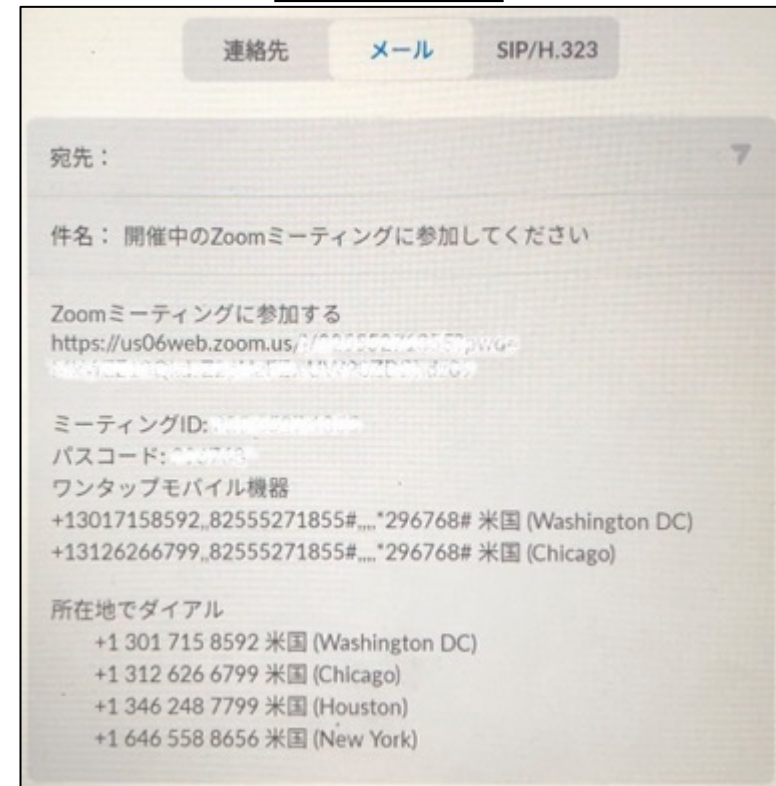 連絡先 メール SIP/H.323
宛先：
件名： 開催中のZoomミーティングに参加してください
Zoomミーティングに参加する
https://us06web.zoom.us/
ミーティングID:
パスコード:
ワンタップモバイル機器
+13017158592,,82555271855#,,,,*296768# 米国 (Washington DC)
+13126266799,,82555271855#,,,,*296768# 米国 (Chicago)
所在地でダイアル
+1 301 715 8592 米国 (Washington DC)
+1 312 626 6799 米国 (Chicago)
+1 346 248 7799 米国 (Houston)
+1 646 558 8656 米国 (New York)